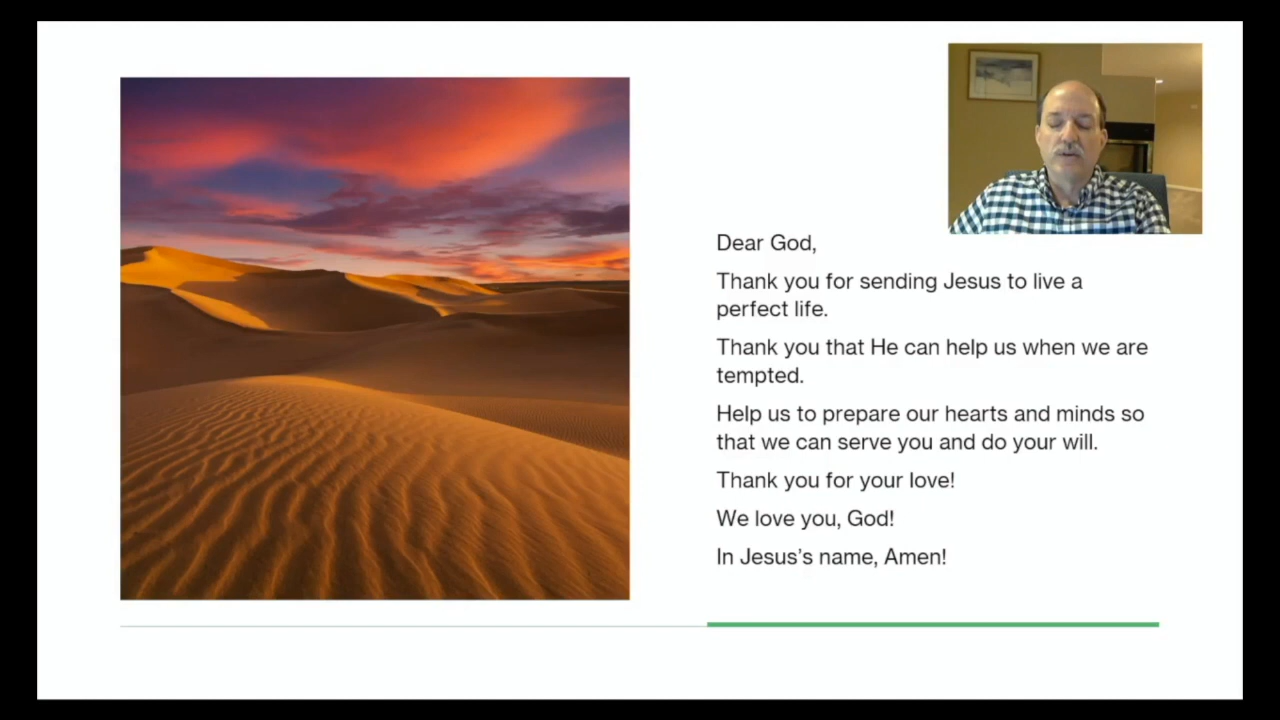 Dear God,
Thank you for sending Jesus to live a
perfect life.
Thank you that He can help us when we are
tempted.
Help us to prepare our hearts and minds so
that we can serve you and do your will.
Thank you for your love!
We love you, God!
In Jesus’s name, Amen!